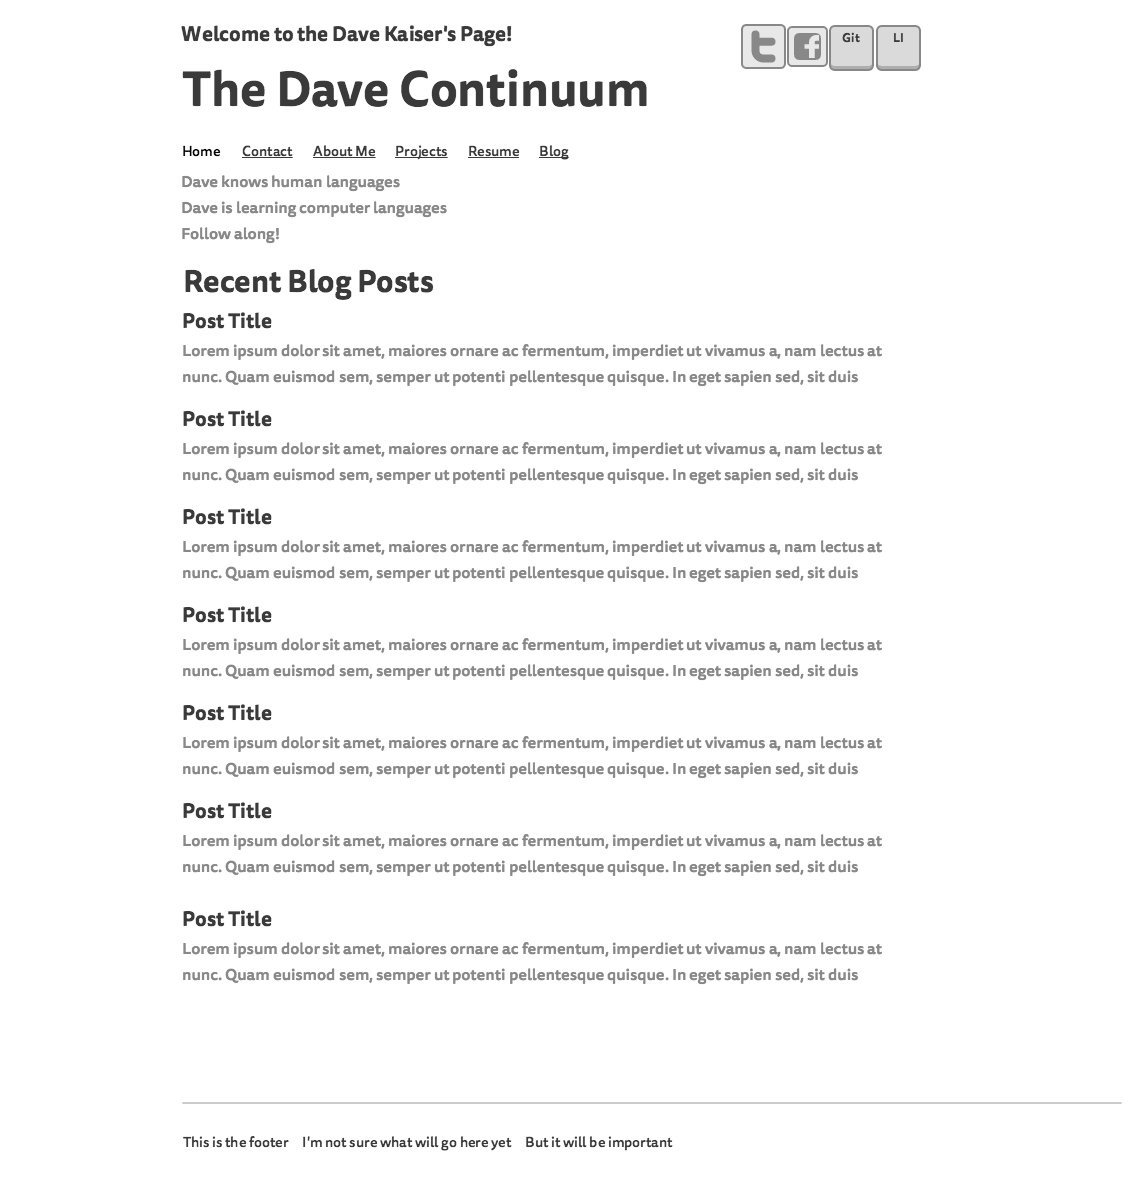 Welcome to the Dave Kaiser's Page!
Git
LI
The Dave Continuum
Home Contact About Me Projects Resume Blog
Dave knows human languages
Dave is learning computer languages
Follow along!
Recent Blog Posts
Post Title
Lorem ipsum dolor sit amet, maiores ornare ac fermentum, imperdiet ut vivamus a, nam lectus at
nunc. Quam euismod sem, semper ut potenti pellentesque quisque. In eget sapien sed, sit duis
Post Title
Lorem ipsum dolor sit amet, maiores ornare ac fermentum, imperdiet ut vivamus a, nam lectus at
nunc. Quam euismod sem, semper ut potenti pellentesque quisque. In eget sapien sed, sit duis
Post Title
Lorem ipsum dolor sit amet, maiores ornare ac fermentum, imperdiet ut vivamus a, nam lectus at
nunc. Quam euismod sem, semper ut potenti pellentesque quisque. In eget sapien sed, sit duis
Post Title
Lorem ipsum dolor sit amet, maiores ornare ac fermentum, imperdiet ut vivamus a, nam lectus at
nunc. Quam euismod sem, semper ut potenti pellentesque quisque. In eget sapien sed, sit duis
Post Title
Lorem ipsum dolor sit amet, maiores ornare ac fermentum, imperdiet ut vivamus a, nam lectus at
nunc. Quam euismod sem, semper ut potenti pellentesque quisque. In eget sapien sed, sit duis
Post Title
Lorem ipsum dolor sit amet, maiores ornare ac fermentum, imperdiet ut vivamus a, nam lectus at
nunc. Quam euismod sem, semper ut potenti pellentesque quisque. In eget sapien sed, sit duis
Post Title
Lorem ipsum dolor sit amet, maiores ornare ac fermentum, imperdiet ut vivamus a, nam lectus at
nunc. Quam euismod sem, semper ut potenti pellentesque quisque. In eget sapien sed, sit duis
This is the footer I'm not sure what will go here yet But it will be important